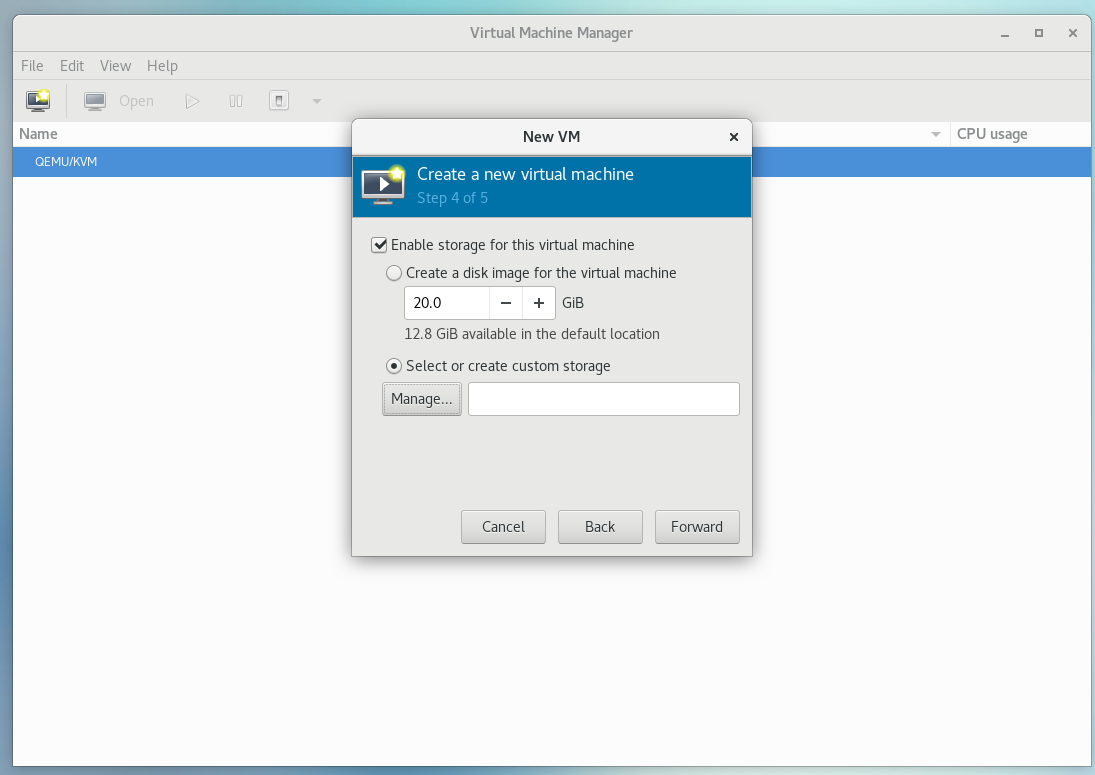 Virtual Machine Manager
File Edit View Help
Open
Name CPU usage
QEMU/KVM
New VM
Create a new virtual machine
Step 4 of 5
Enable storage for this virtual machine
Create a disk image for the virtual machine
20.0 − + GiB
12.8 GiB available in the default location
Select or create custom storage
Manage...
Cancel Back Forward